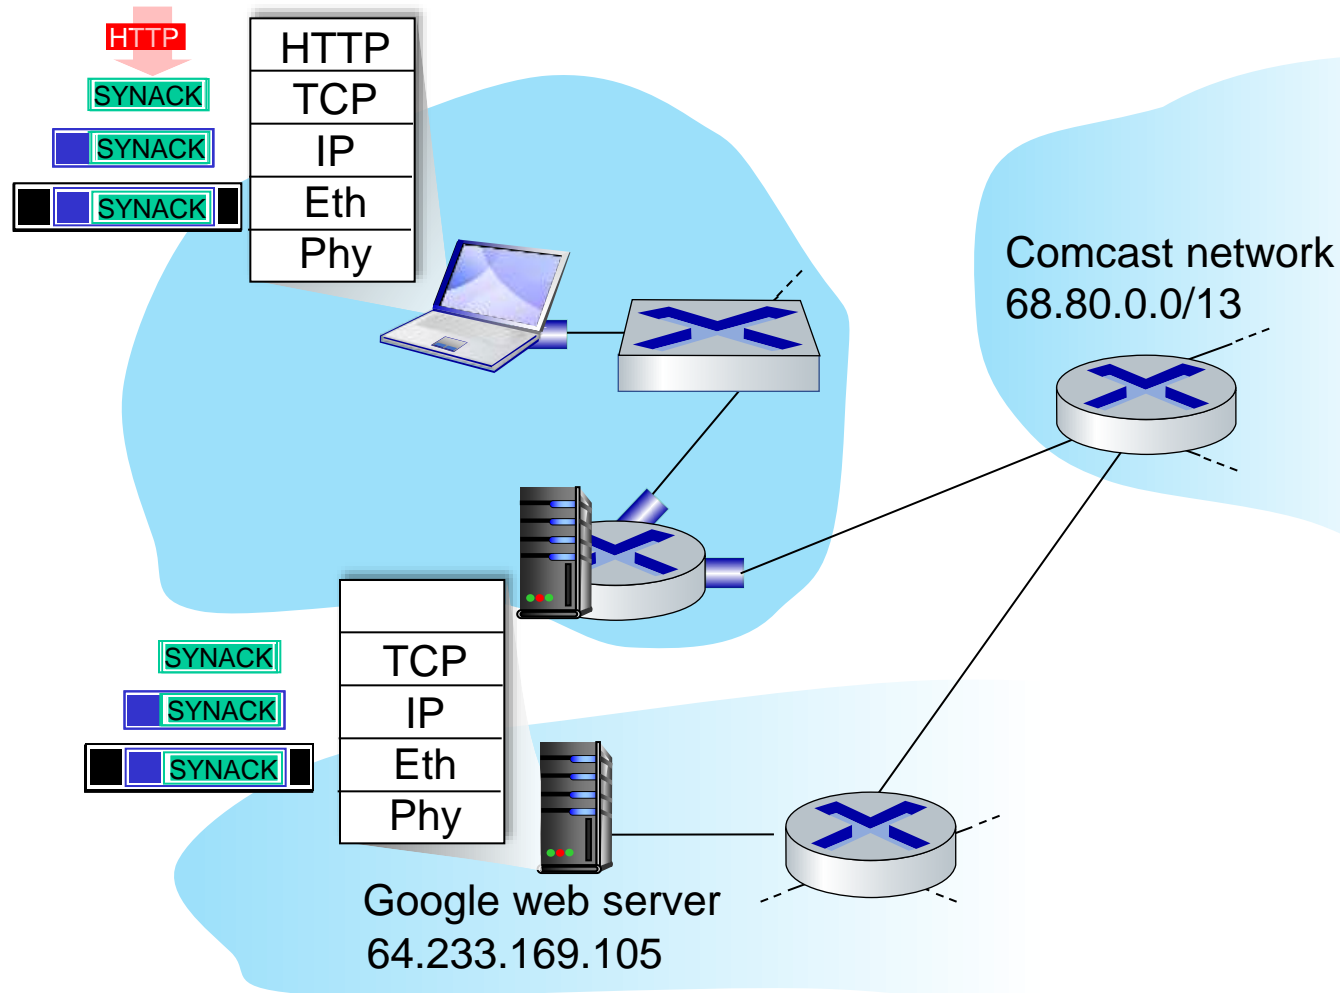 HTTP
SYNACK
SYNACK
SYNACK
HTTP
TCP
IP
Eth
Phy
Comcast network
68.80.0.0/13
SYNACK
SYNACK
SYNACK
TCP
IP
Eth
Phy
Google web server
64.233.169.105